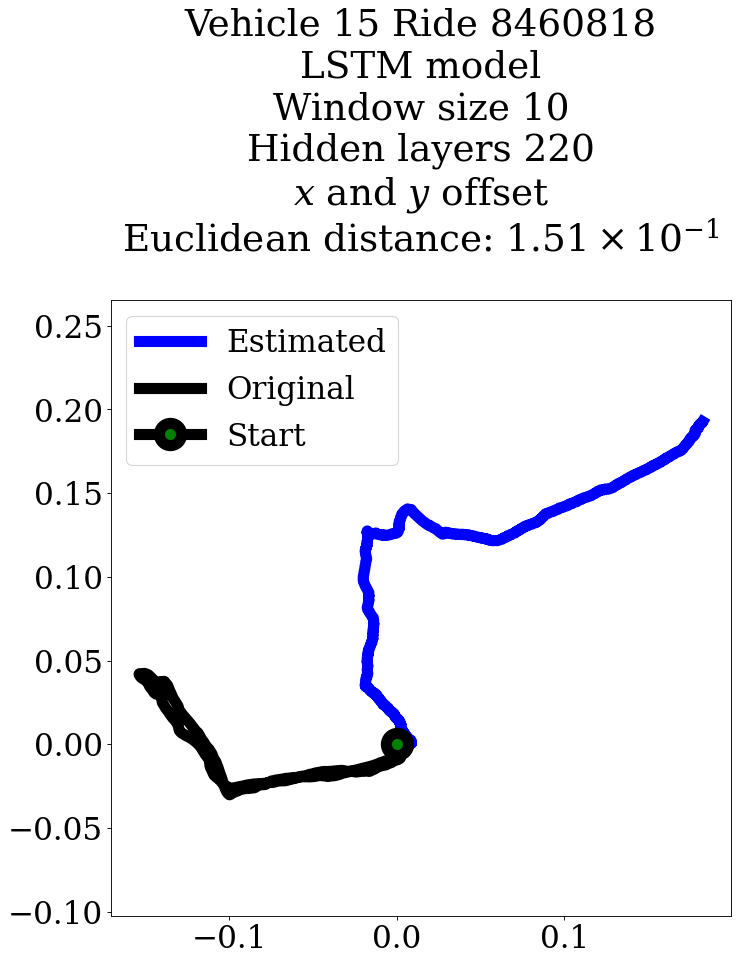 Vehicle 15 Ride 8460818
LSTM model
Window size 10
Hidden layers 220
x and y offset
Euclidean distance: 1.51 × 10⁻¹
Estimated
Original
Start
0.25
0.20
0.15
0.10
0.05
0.00
−0.05
−0.10
−0.1 0.0 0.1